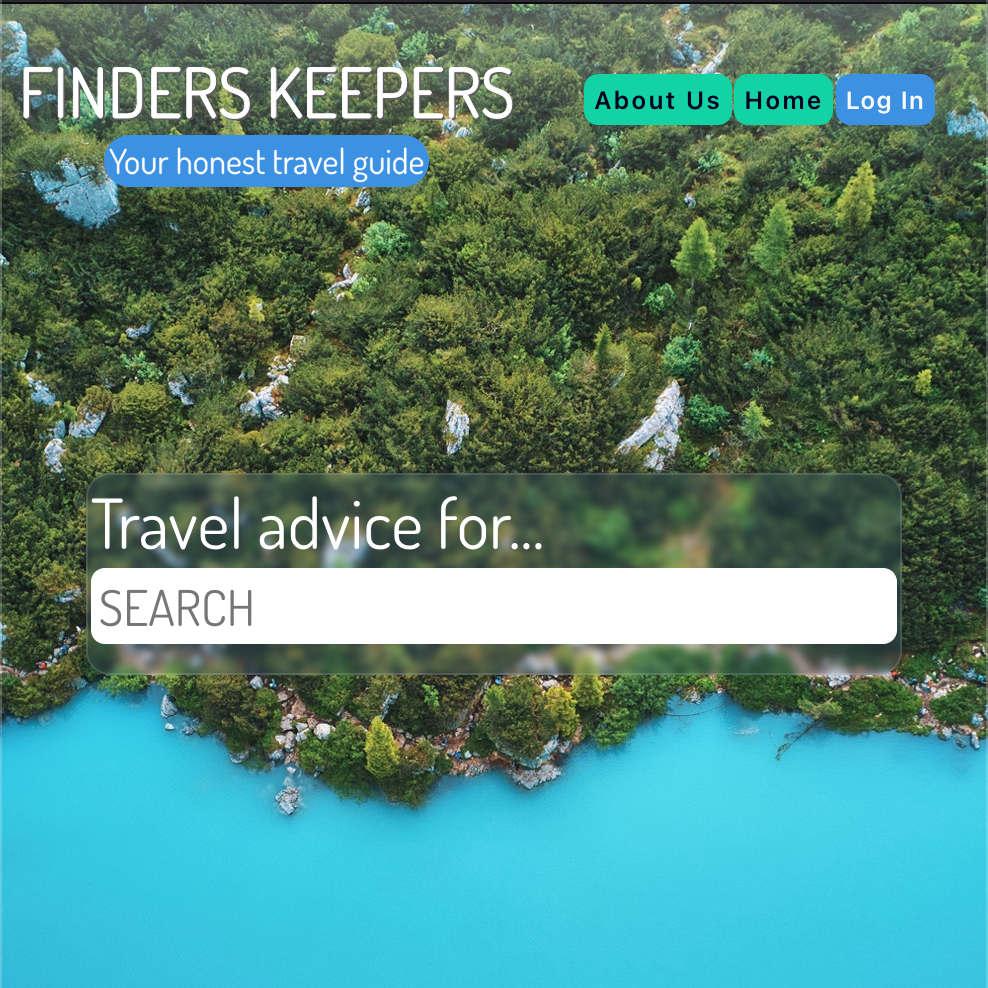 FINDERS KEEPERS
About Us Home Log In
Your honest travel guide
Travel advice for...
SEARCH